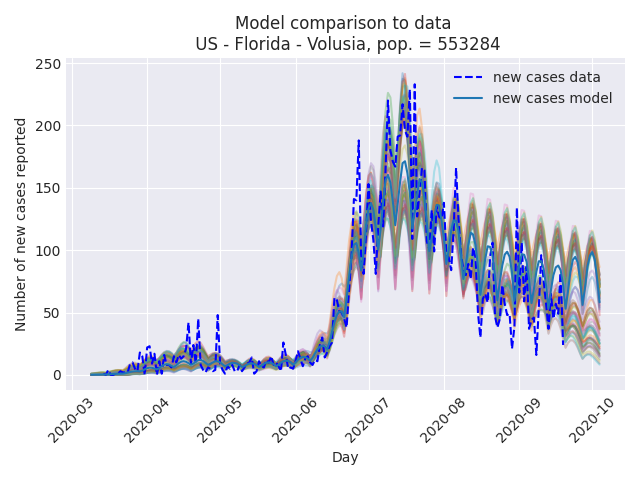 Model comparison to data
US - Florida - Volusia, pop. = 553284
new cases data
new cases model
Number of new cases reported
250
200
150
100
50
0
2020-03
2020-04
2020-05
2020-06
2020-07
2020-08
2020-09
2020-10
Day